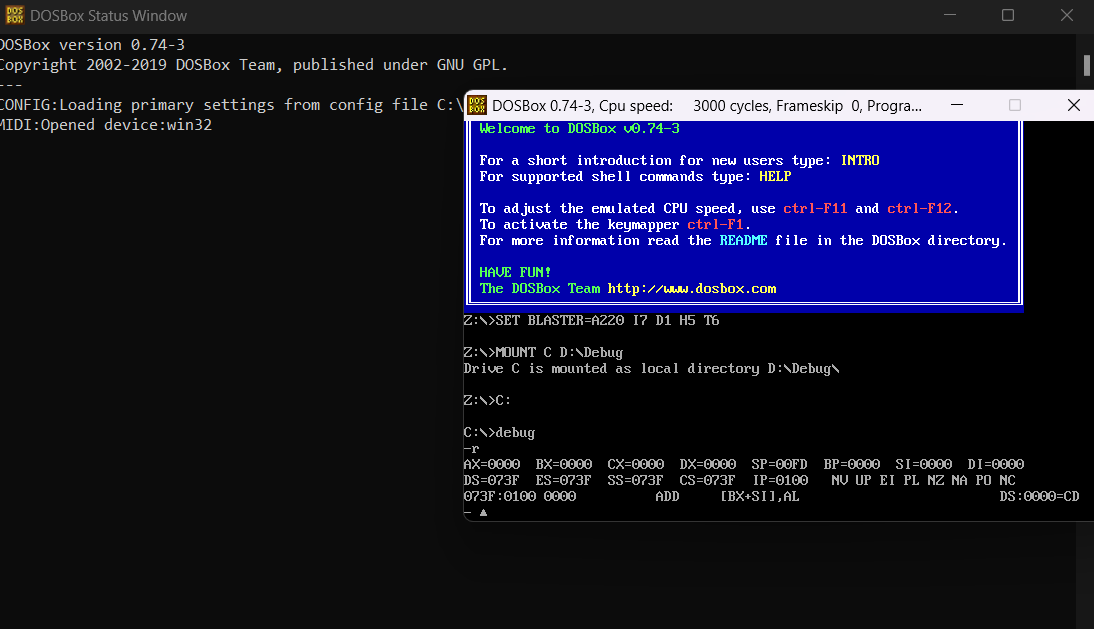 DOSBox Status Window
DOSBox version 0.74-3
Copyright 2002-2019 DOSBox Team, published under GNU GPL.
---
CONFIG:Loading primary settings from config file C:\
MIDI:Opened device:win32
DOSBox 0.74-3, Cpu speed: 3000 cycles, Frameskip 0, Progra...
Welcome to DOSBox v0.74-3
For a short introduction for new users type: INTRO
For supported shell commands type: HELP
To adjust the emulated CPU speed, use ctrl-F11 and ctrl-F12.
To activate the keymapper ctrl-F1.
For more information read the README file in the DOSBox directory.
HAVE FUN!
The DOSBox Team http://www.dosbox.com
Z:\>SET BLASTER=A220 I7 D1 H5 T6
Z:\>MOUNT C D:\Debug
Drive C is mounted as local directory D:\Debug\
Z:\>C:
C:\>debug
-r
AX=0000 BX=0000 CX=0000 DX=0000 SP=00FD BP=0000 SI=0000 DI=0000
DS=073F ES=073F SS=073F CS=073F IP=0100 NV UP EI PL NZ NA PO NC
073F:0100 0000 ADD [BX+SI],AL DS:0000=CD
- ▲